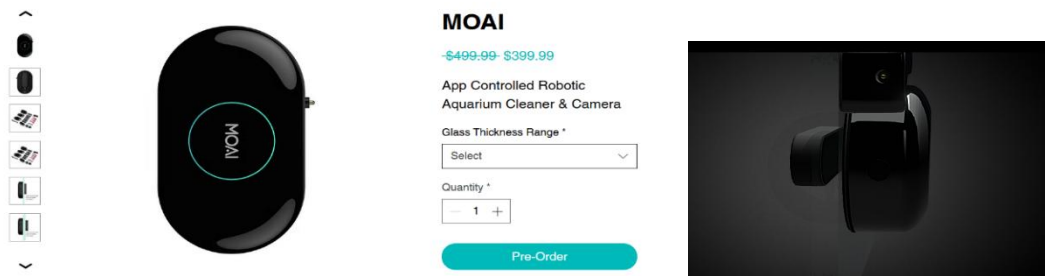 MOAI
MOAI
$499.99 $399.99
App Controlled Robotic
Aquarium Cleaner & Camera
Glass Thickness Range *
Select
Quantity *
1
Pre-Order